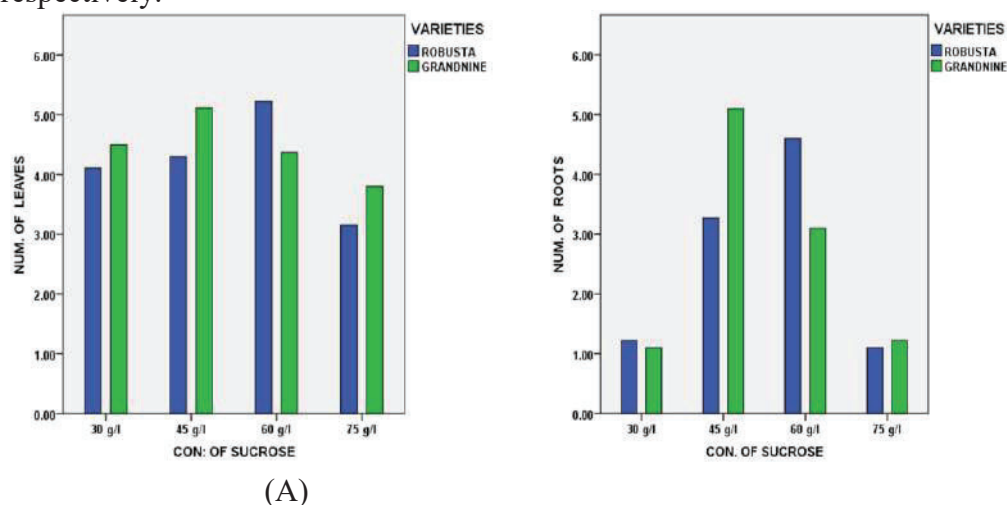 respectively.
VARIETIES
ROBUSTA
GRANDNINE
6.00
5.00
4.00
3.00
2.00
1.00
0.00
NUM. OF LEAVES
30 g/l 45 g/l 60 g/l 75 g/l
CON: OF SUCROSE
(A)
VARIETIES
ROBUSTA
GRANDNINE
6.00
5.00
4.00
3.00
2.00
1.00
0.00
NUM. OF ROOTS
30 g/l 45 g/l 60 g/l 75 g/l
CON. OF SUCROSE